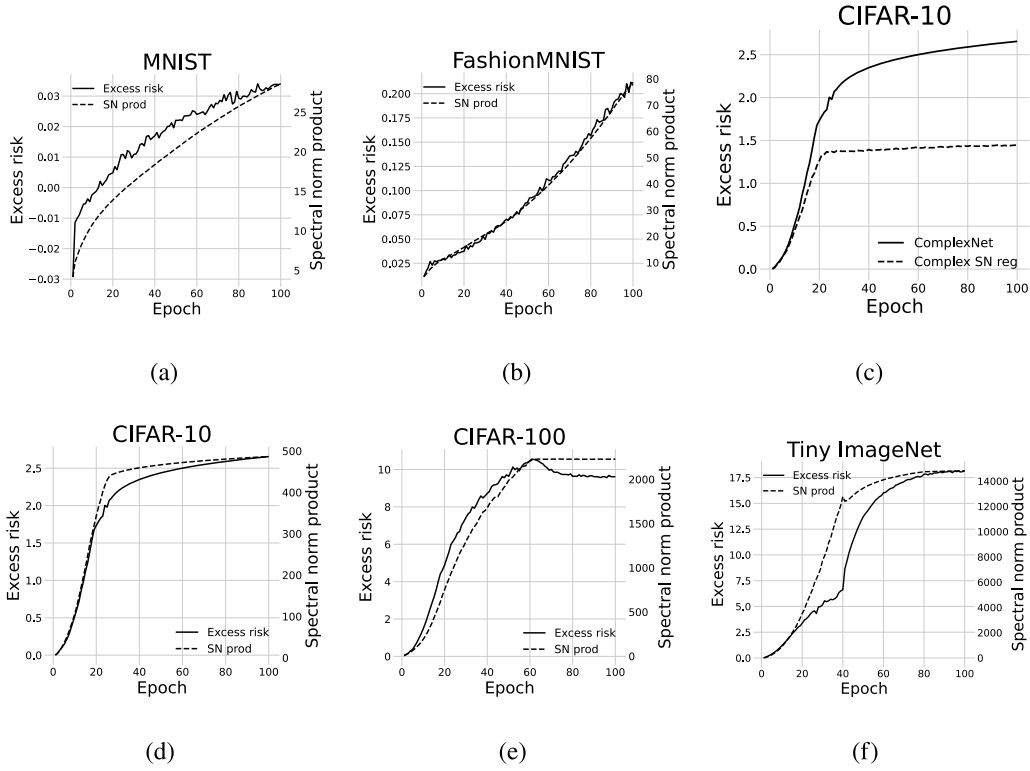 MNIST
Excess risk
SN prod
0.03
0.02
0.01
0.00
−0.01
−0.02
−0.03
25
20
15
10
5
0 20 40 60 80 100
Epoch
Excess risk
Spectral norm product
(a)
FashionMNIST
Excess risk
SN prod
0.200
0.175
0.150
0.125
0.100
0.075
0.050
0.025
80
70
60
50
40
30
20
10
0 20 40 60 80 100
Epoch
Excess risk
Spectral norm product
(b)
CIFAR-10
2.5
2.0
1.5
1.0
0.5
0.0
ComplexNet
Complex SN reg
0 20 40 60 80 100
Epoch
Excess risk
(c)
CIFAR-10
2.5
2.0
1.5
1.0
0.5
0.0
500
400
300
200
100
0
Excess risk
SN prod
0 20 40 60 80 100
Epoch
Excess risk
Spectral norm product
(d)
CIFAR-100
10
8
6
4
2
0
2000
1500
1000
500
0
Excess risk
SN prod
0 20 40 60 80 100
Epoch
Excess risk
Spectral norm product
(e)
Tiny ImageNet
Excess risk
SN prod
17.5
15.0
12.5
10.0
7.5
5.0
2.5
0.0
14000
12000
10000
8000
6000
4000
2000
0
0 20 40 60 80 100
Epoch
Excess risk
Spectral norm product
(f)